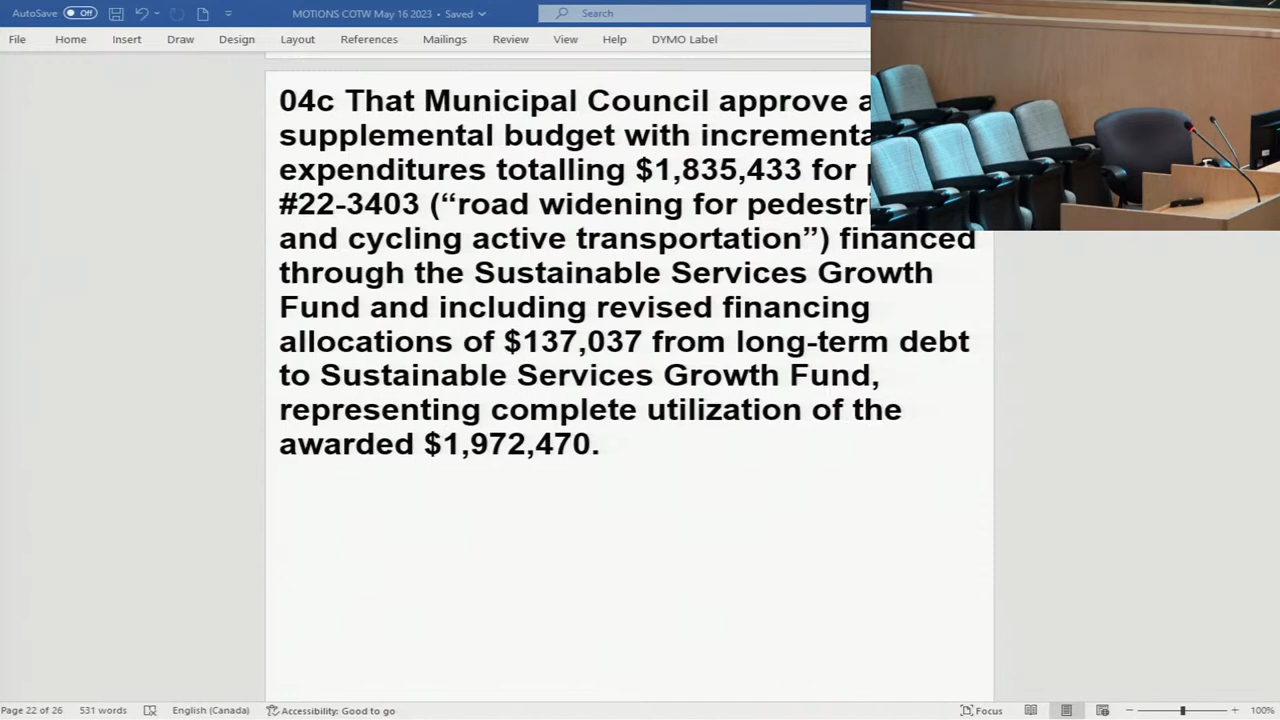 AutoSave Off MOTIONS COTW May 16 2023 • Saved Search
File Home Insert Draw Design Layout References Mailings Review View Help DYMO Label
04c That Municipal Council approve
supplemental budget with
expenditures totalling $1,835,433 for
#22-3403 (“road widening for
and cycling active transportation”) financed
through the Sustainable Services Growth
Fund and including revised financing
allocations of $137,037 from long-term debt
to Sustainable Services Growth Fund,
representing complete utilization of the
awarded $1,972,470.
Page 22 of 26 531 words English (Canada) Accessibility: Good to go Focus 100%